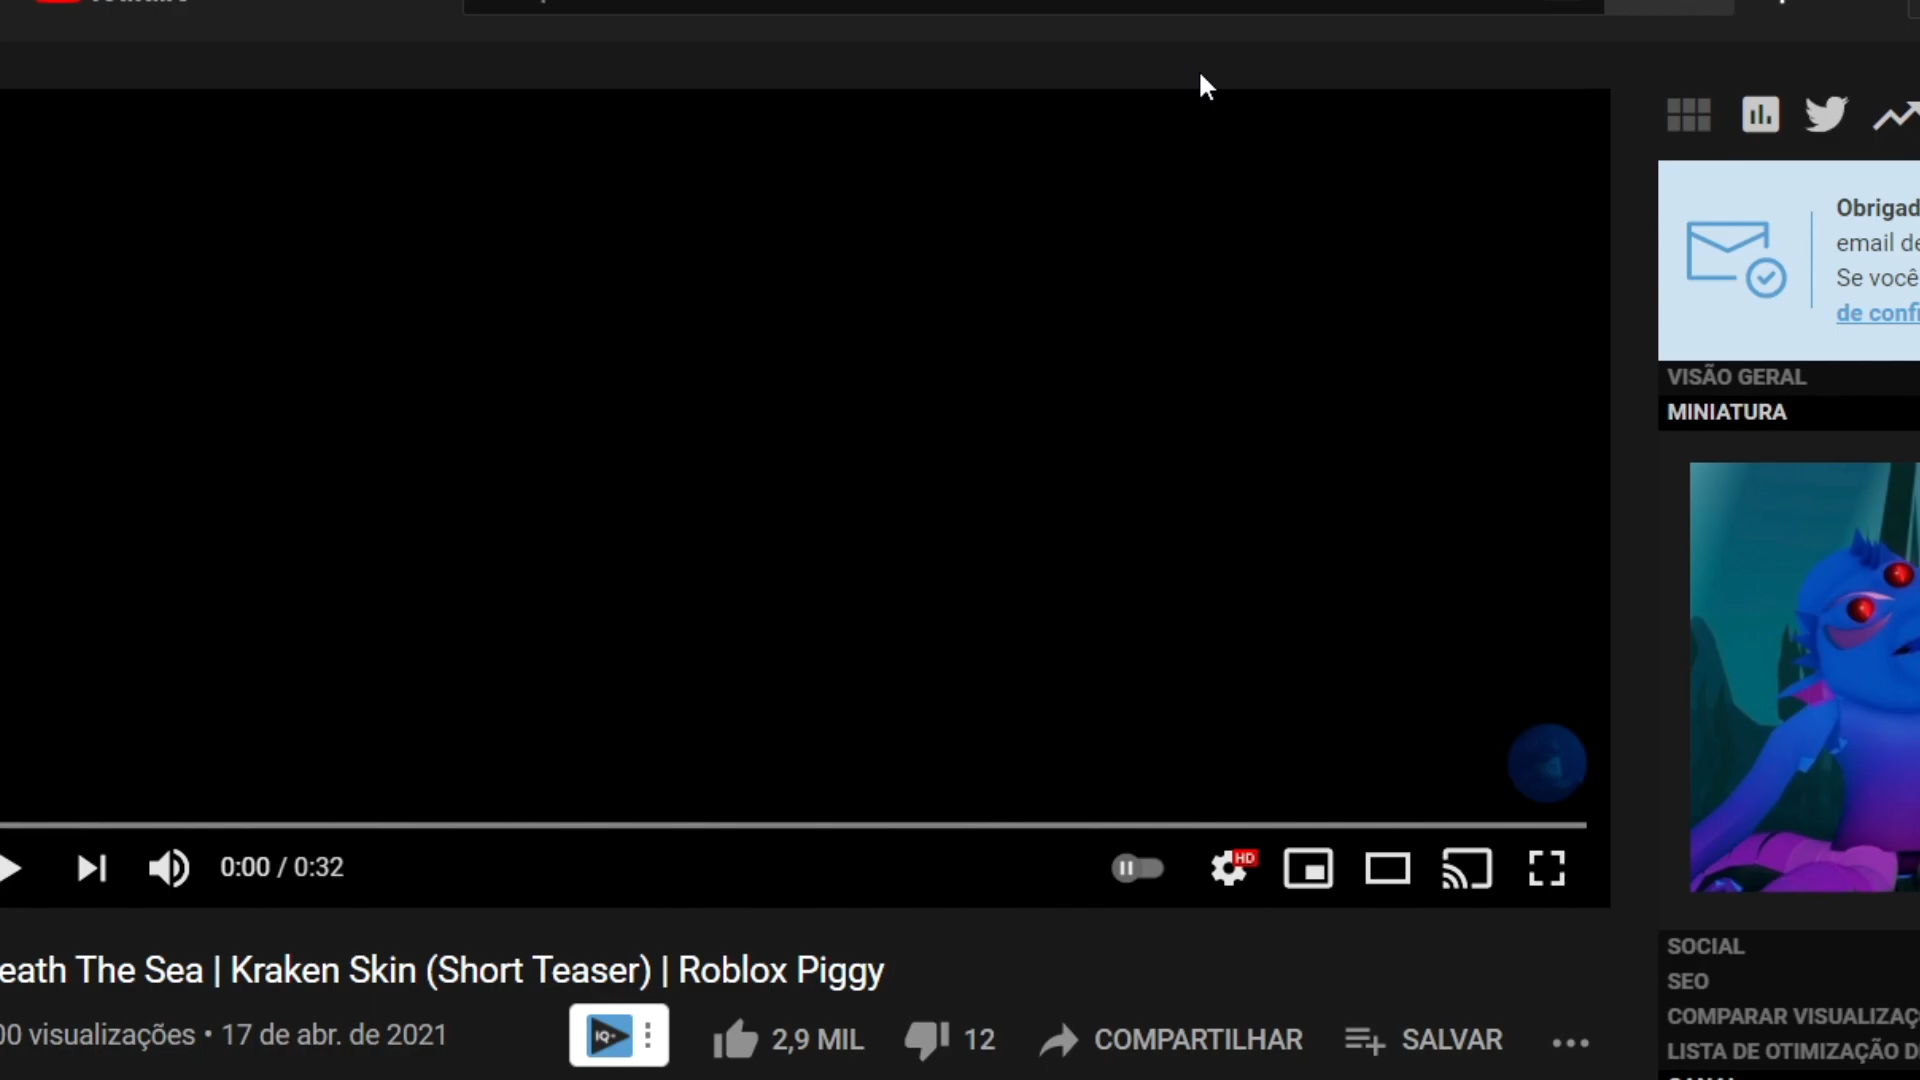 Obrigad
email de
Se você
de confi
VISÃO GERAL
MINIATURA
HD
0:00 / 0:32
eath The Sea | Kraken Skin (Short Teaser) | Roblox Piggy
00 visualizações • 17 de abr. de 2021
IQ
2,9 MIL
12
COMPARTILHAR
SALVAR
SOCIAL
SEO
COMPARAR VISUALIZAÇ
LISTA DE OTIMIZAÇÃO D